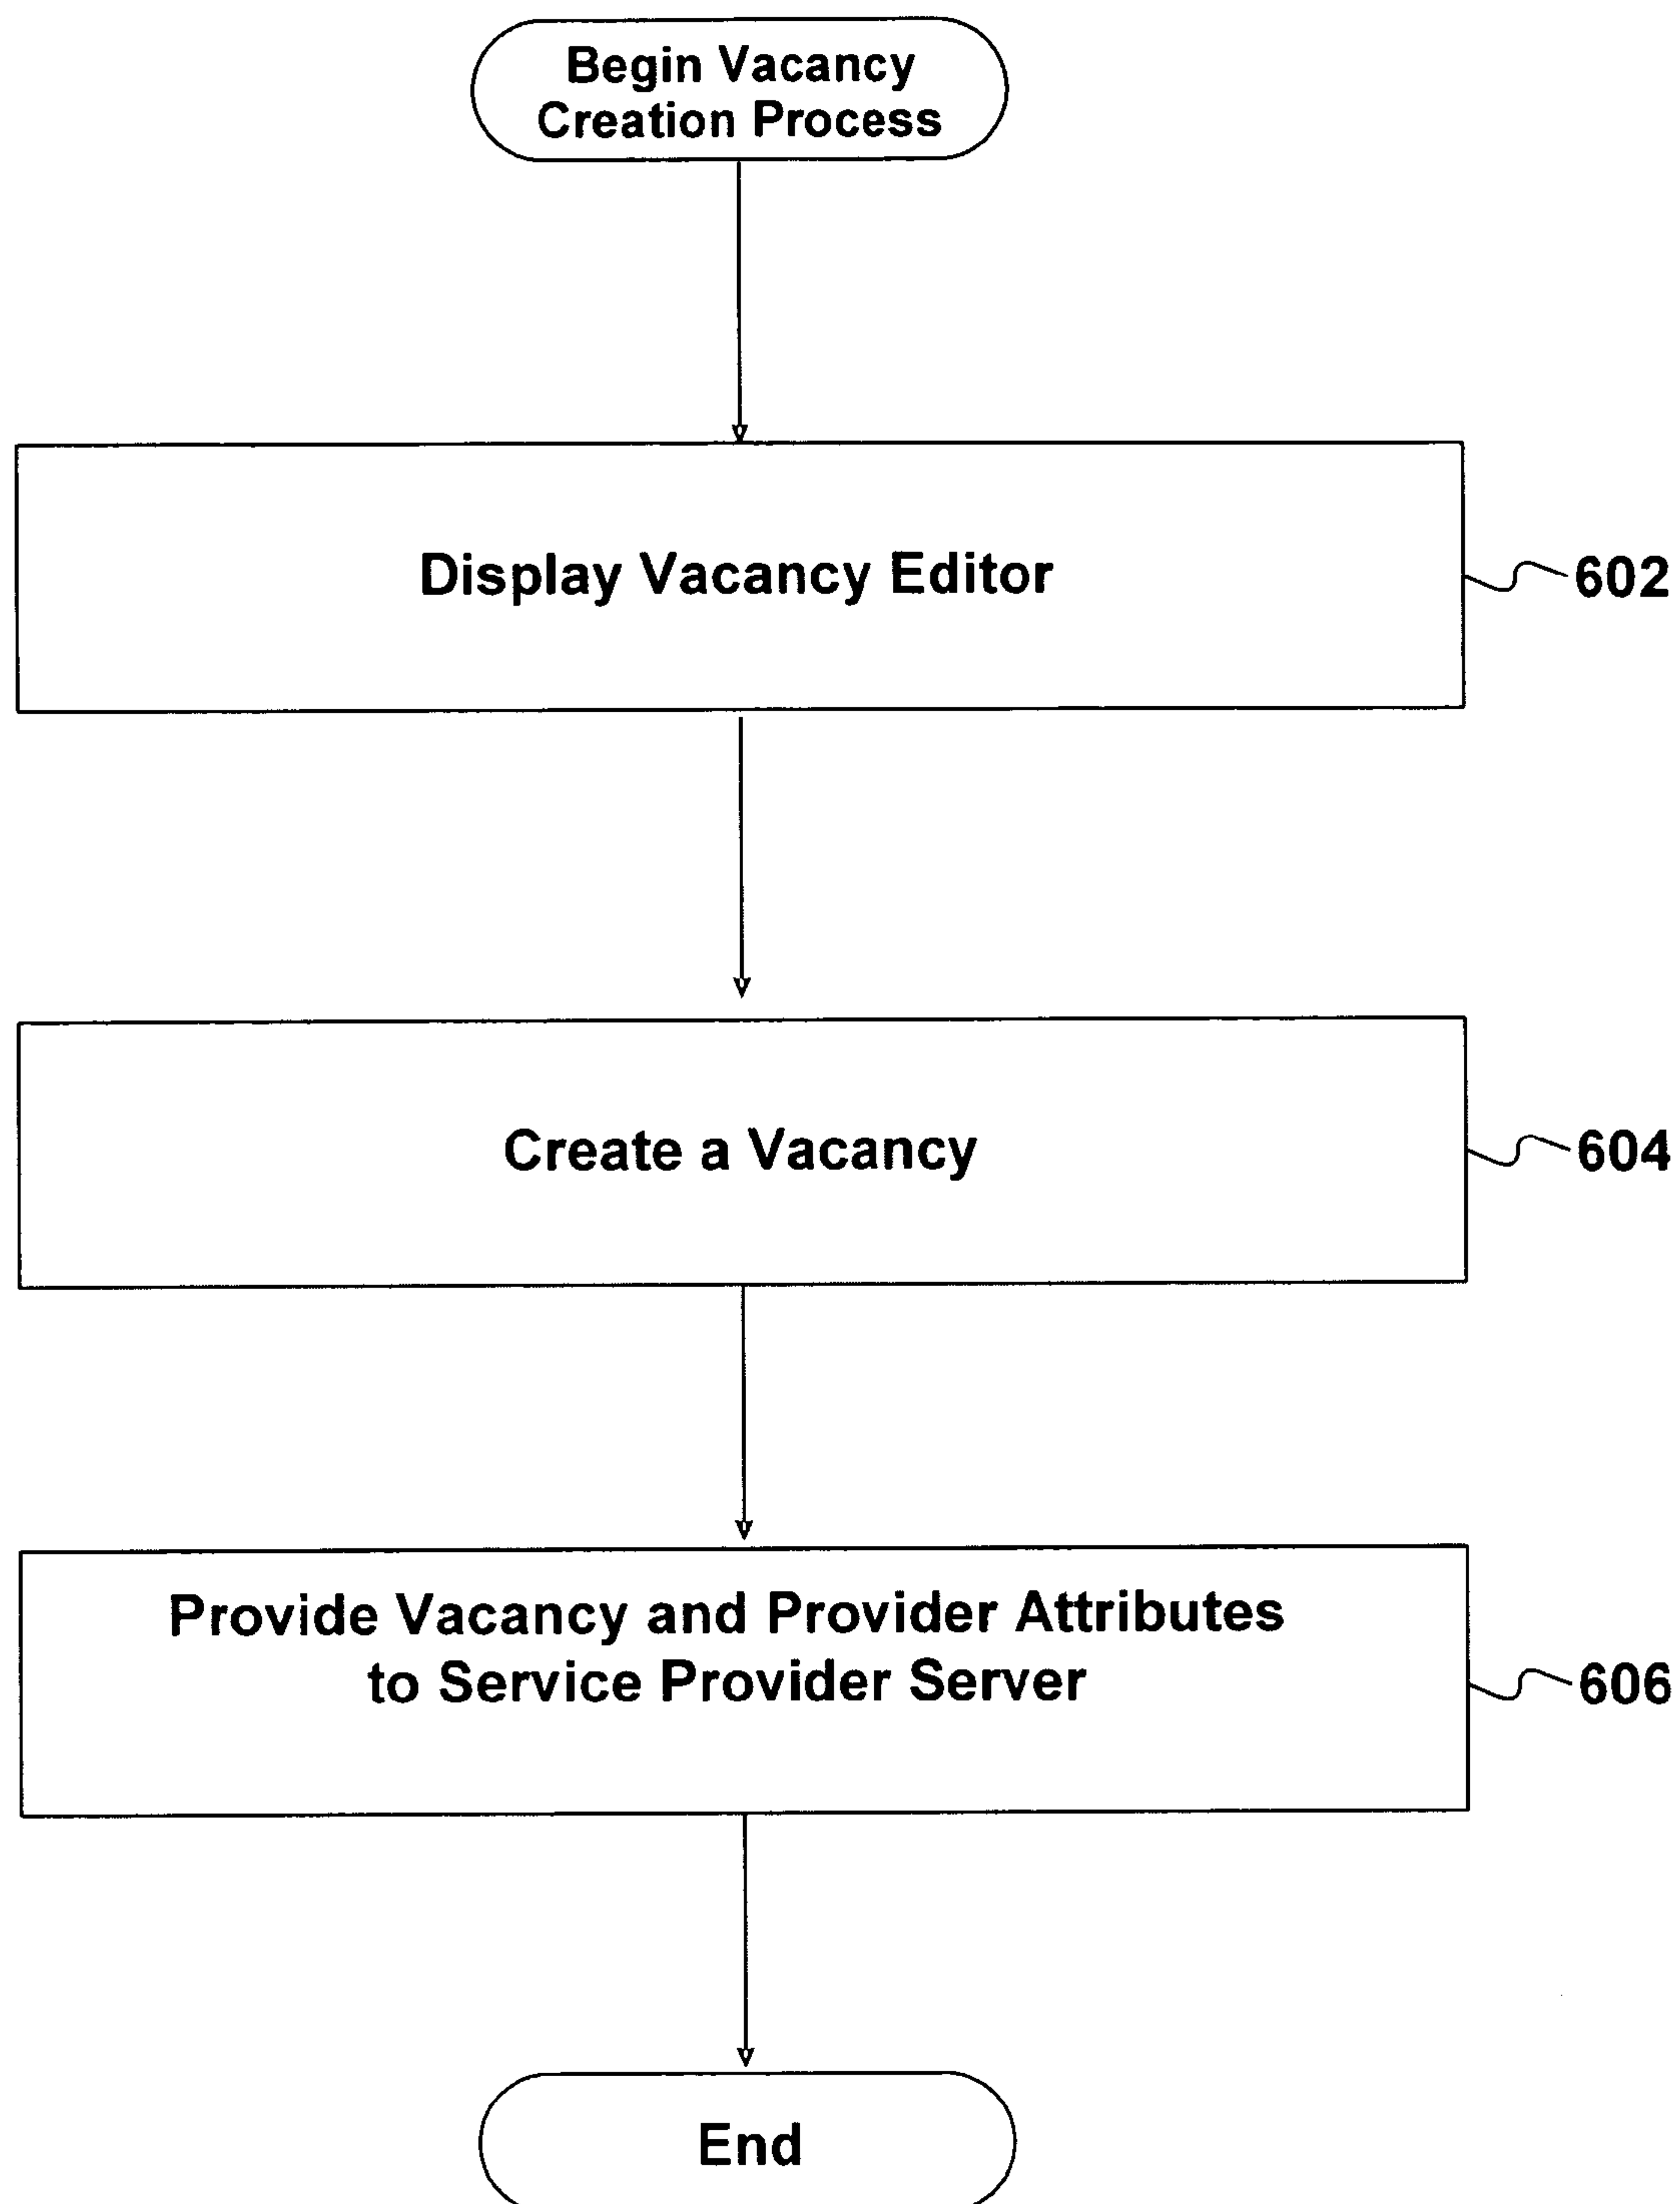 Begin Vacancy
Creation Process
Display Vacancy Editor
602
Create a Vacancy
604
Provide Vacancy and Provider Attributes
to Service Provider Server
606
End